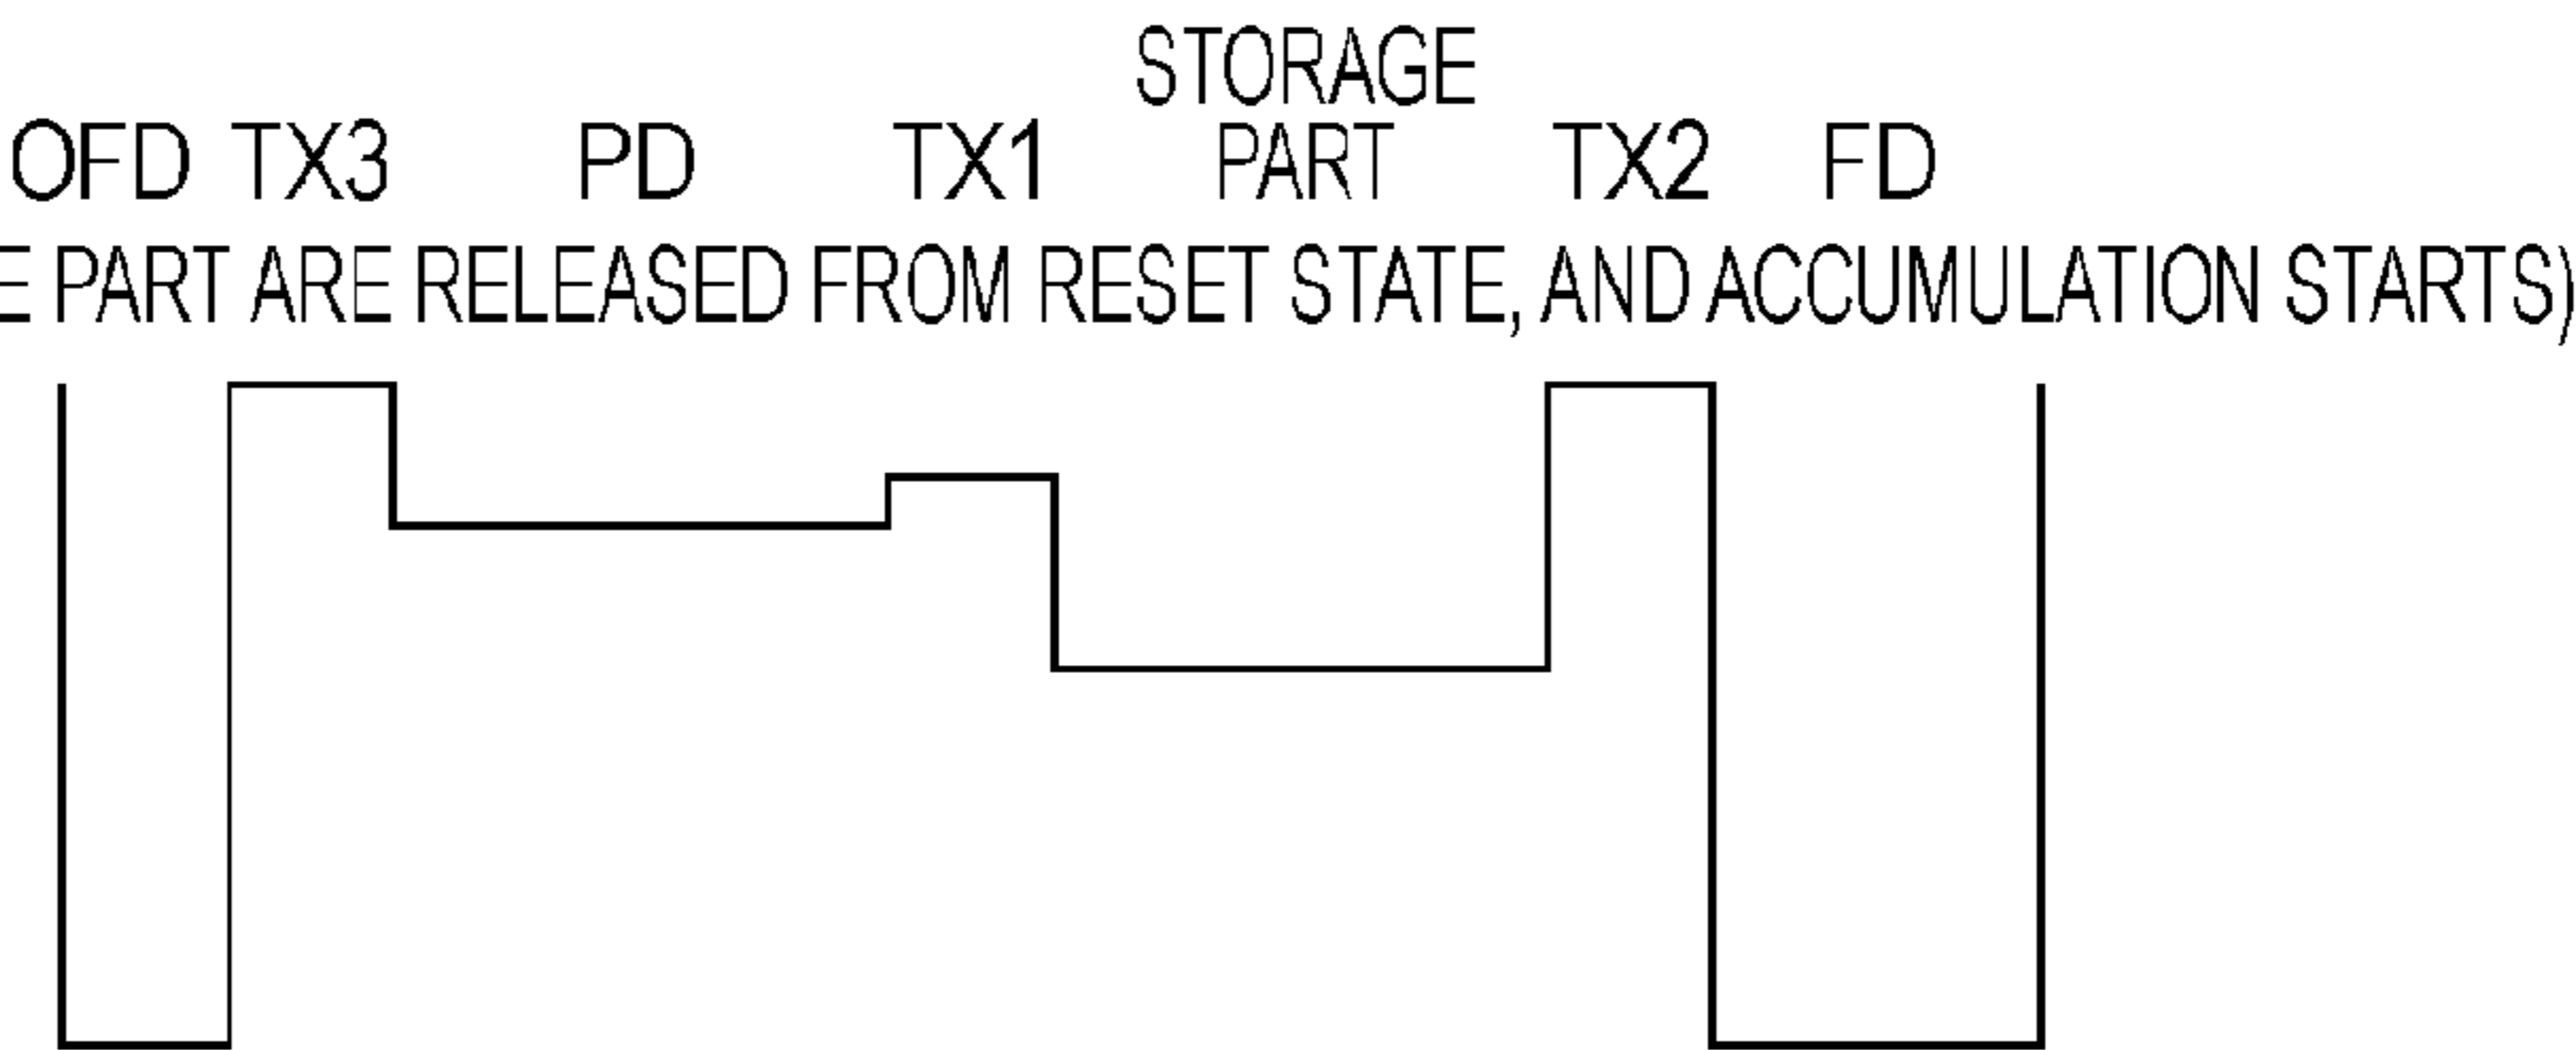 STORAGE
OFD TX3 PD TX1 PART TX2 FD
PART ARE RELEASED FROM RESET STATE, AND ACCUMULATION STARTS)